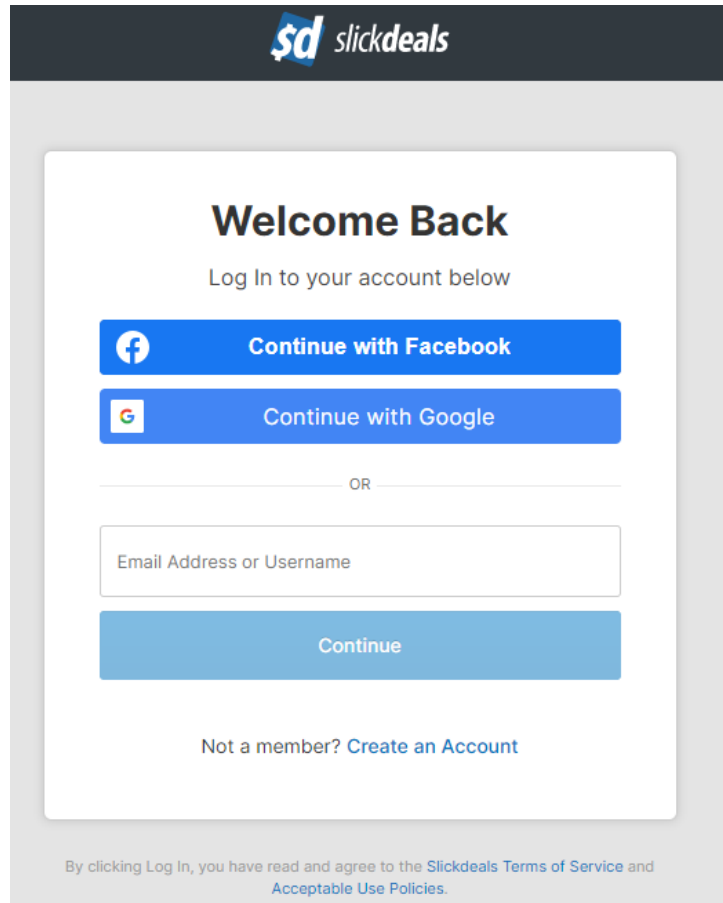 $d slickdeals
Welcome Back
Log In to your account below
Continue with Facebook
G Continue with Google
OR
Email Address or Username
Continue
Not a member? Create an Account
By clicking Log In, you have read and agree to the Slickdeals Terms of Service and
Acceptable Use Policies.